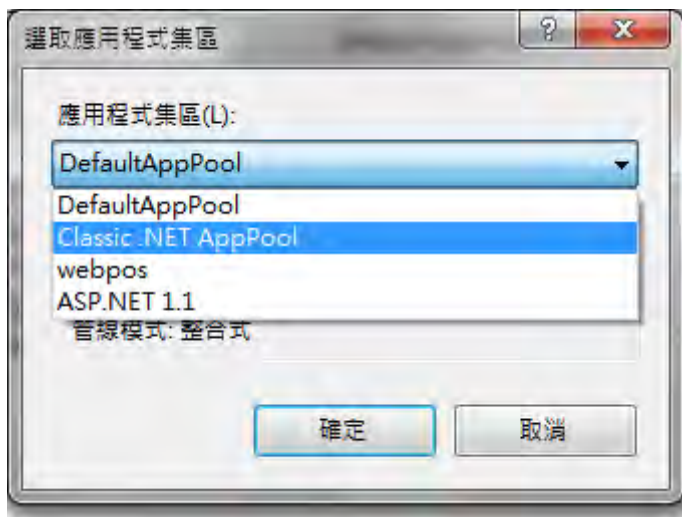 選取應用程式集區
應用程式集區(L):
DefaultAppPool
DefaultAppPool
Classic .NET AppPool
webpos
ASP.NET 1.1
管線模式: 整合式
確定
取消